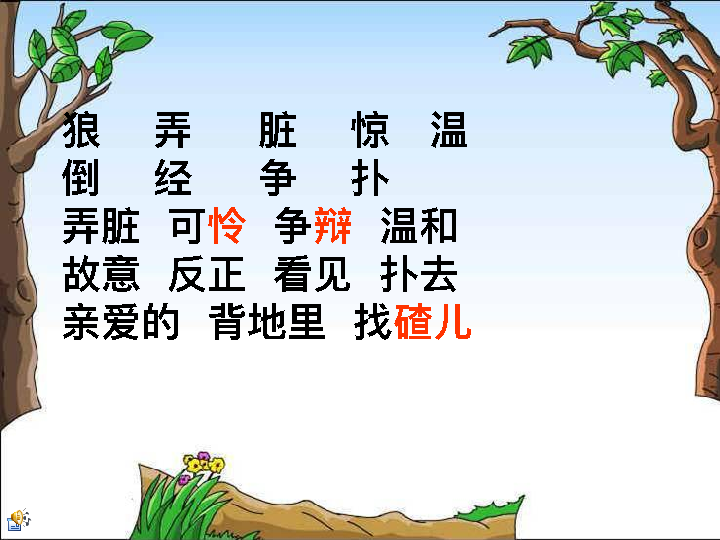 狼 弄 脏 惊 温
倒 经 争 扑
弄脏 可怜 争辩 温和
故意 反正 看见 扑去
亲爱的 背地里 找碴儿